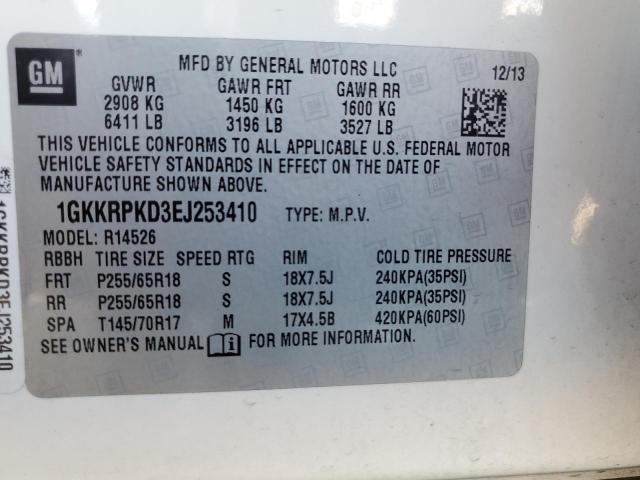 GM
MFD BY GENERAL MOTORS LLC 12/13
GVWR GAWR FRT GAWR RR
2908 KG 1450 KG 1600 KG
6411 LB 3196 LB 3527 LB
THIS VEHICLE CONFORMS TO ALL APPLICABLE U.S. FEDERAL MOTOR
VEHICLE SAFETY STANDARDS IN EFFECT ON THE DATE OF
MANUFACTURE SHOWN ABOVE.
1GKKRPKD3EJ253410 TYPE: M.P.V.
MODEL: R14526
RBBH TIRE SIZE SPEED RTG RIM COLD TIRE PRESSURE
FRT P255/65R18 S 18X7.5J 240KPA(35PSI)
RR P255/65R18 S 18X7.5J 240KPA(35PSI)
SPA T145/70R17 M 17X4.5B 420KPA(60PSI)
SEE OWNER'S MANUAL i FOR ADDITIONAL INFORMATION.
1GKKRPKD3EJ253410